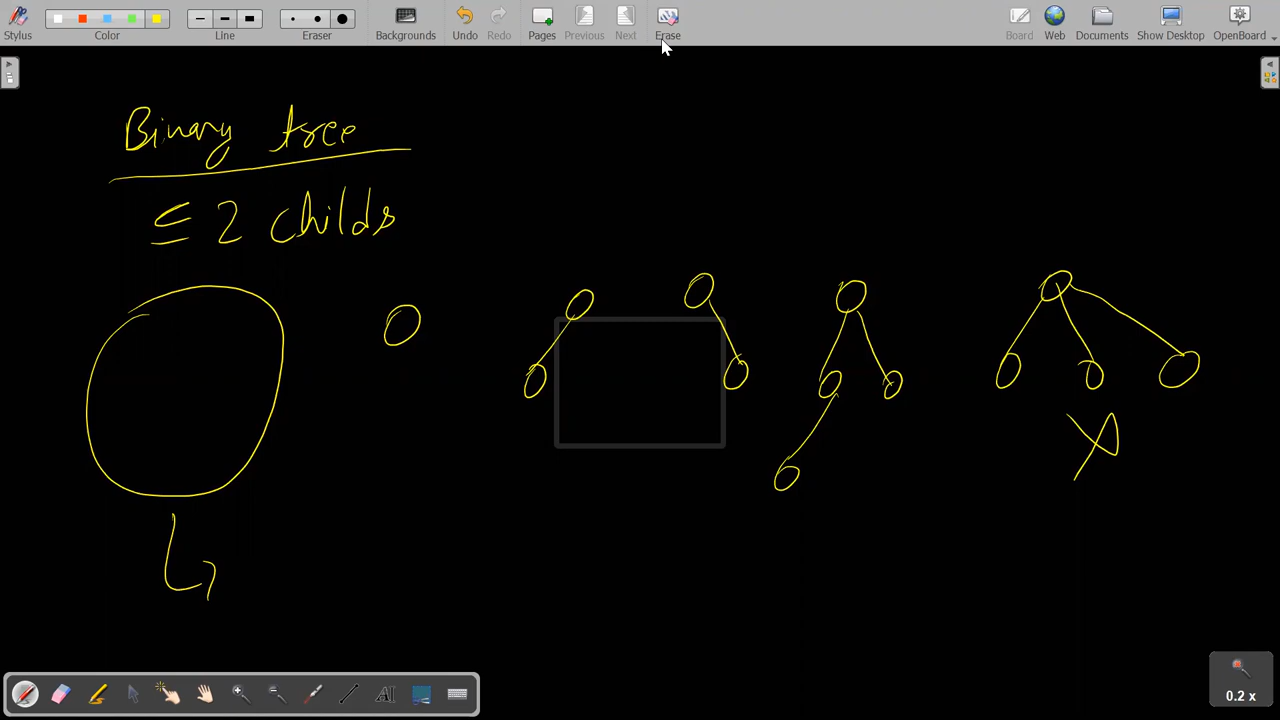 Stylus
Color
Line
Eraser
Backgrounds
Undo
Redo
Pages
Previous
Next
Erase
Board
Web
Documents
Show Desktop
OpenBoard
Binary tree
≤ 2 childs
AI
0.2 x